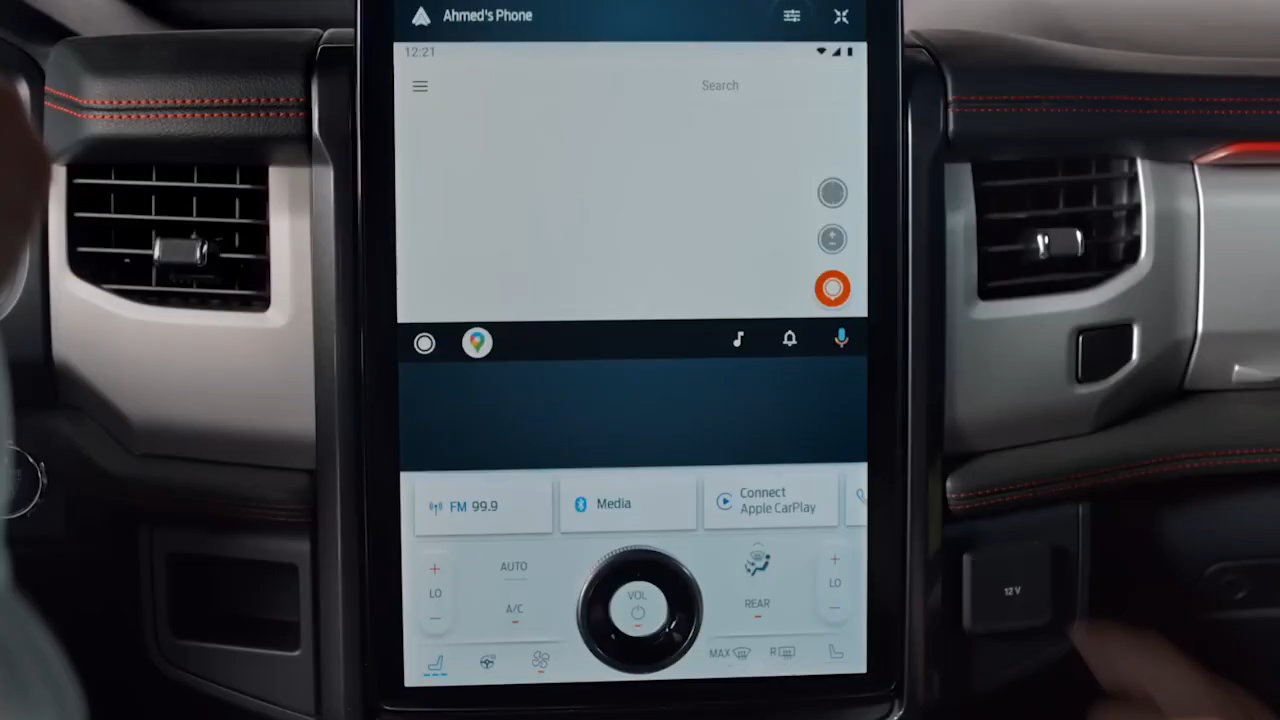 Ahmed's Phone
12:21
Search
FM 99.9
Media
Connect
Apple CarPlay
AUTO
LO
A/C
VOL
REAR
LO
MAX
R
12 V